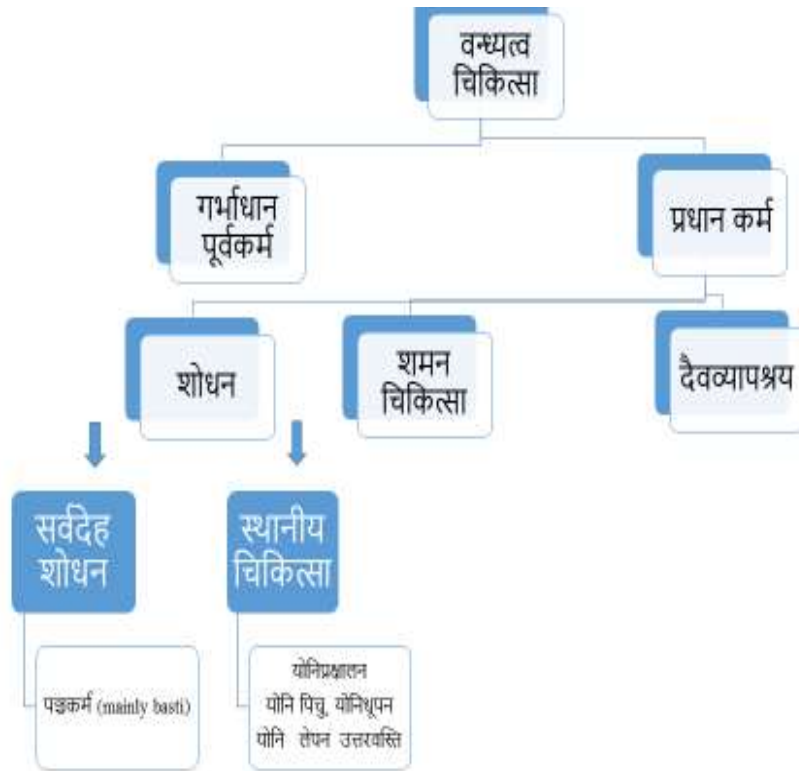 वन्ध्यत्व
चिकित्सा
गर्भाधान
पूर्वकर्म
प्रधान कर्म
शोधन
शमन
चिकित्सा
दैवव्यापश्रय
सर्वदेह
शोधन
स्थानीय
चिकित्सा
पञ्चकर्म (mainly basti)
योनिप्रक्षालन
योनि पिचु, योनिधूपन
योनि लेपन उत्तरवस्ति